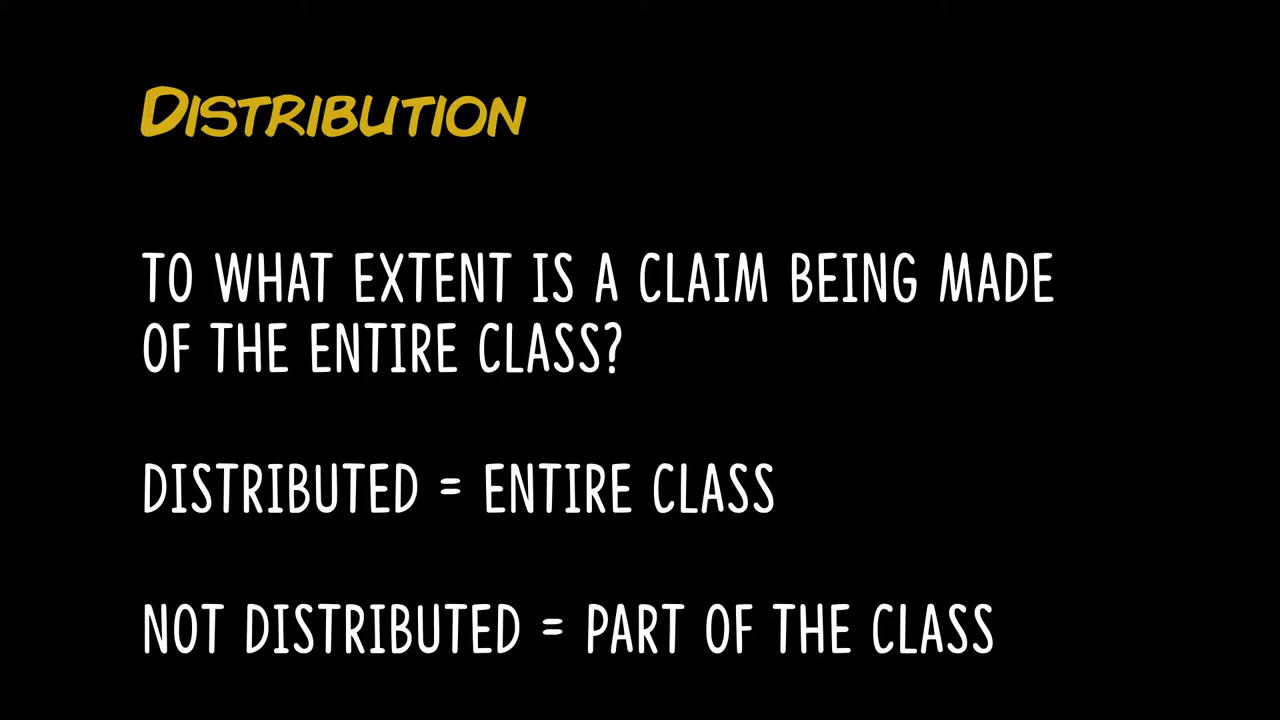 DISTRIBUTION
TO WHAT EXTENT IS A CLAIM BEING MADE
OF THE ENTIRE CLASS?
DISTRIBUTED = ENTIRE CLASS
NOT DISTRIBUTED = PART OF THE CLASS